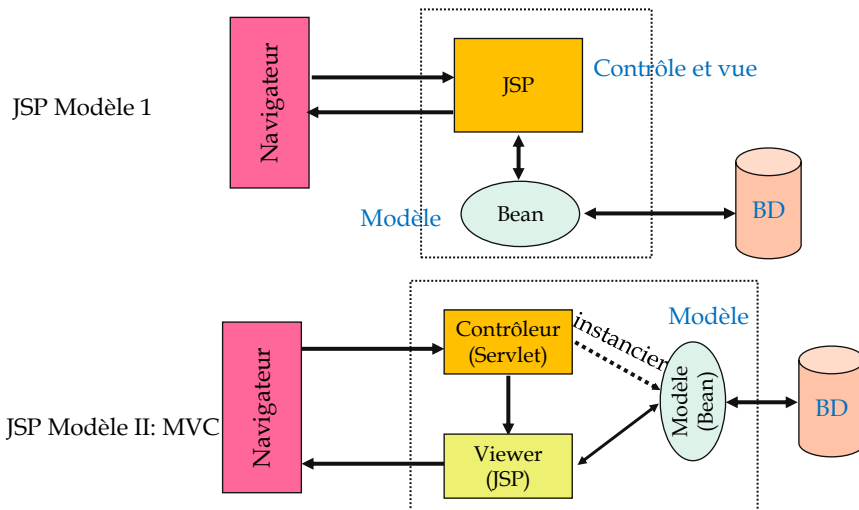 JSP Modèle 1
Navigateur
JSP
Contrôle et vue
Modèle
Bean
BD
JSP Modèle II: MVC
Navigateur
Contrôleur
(Servlet)
instancier
Modèle
Modèle
(Bean)
BD
Viewer
(JSP)